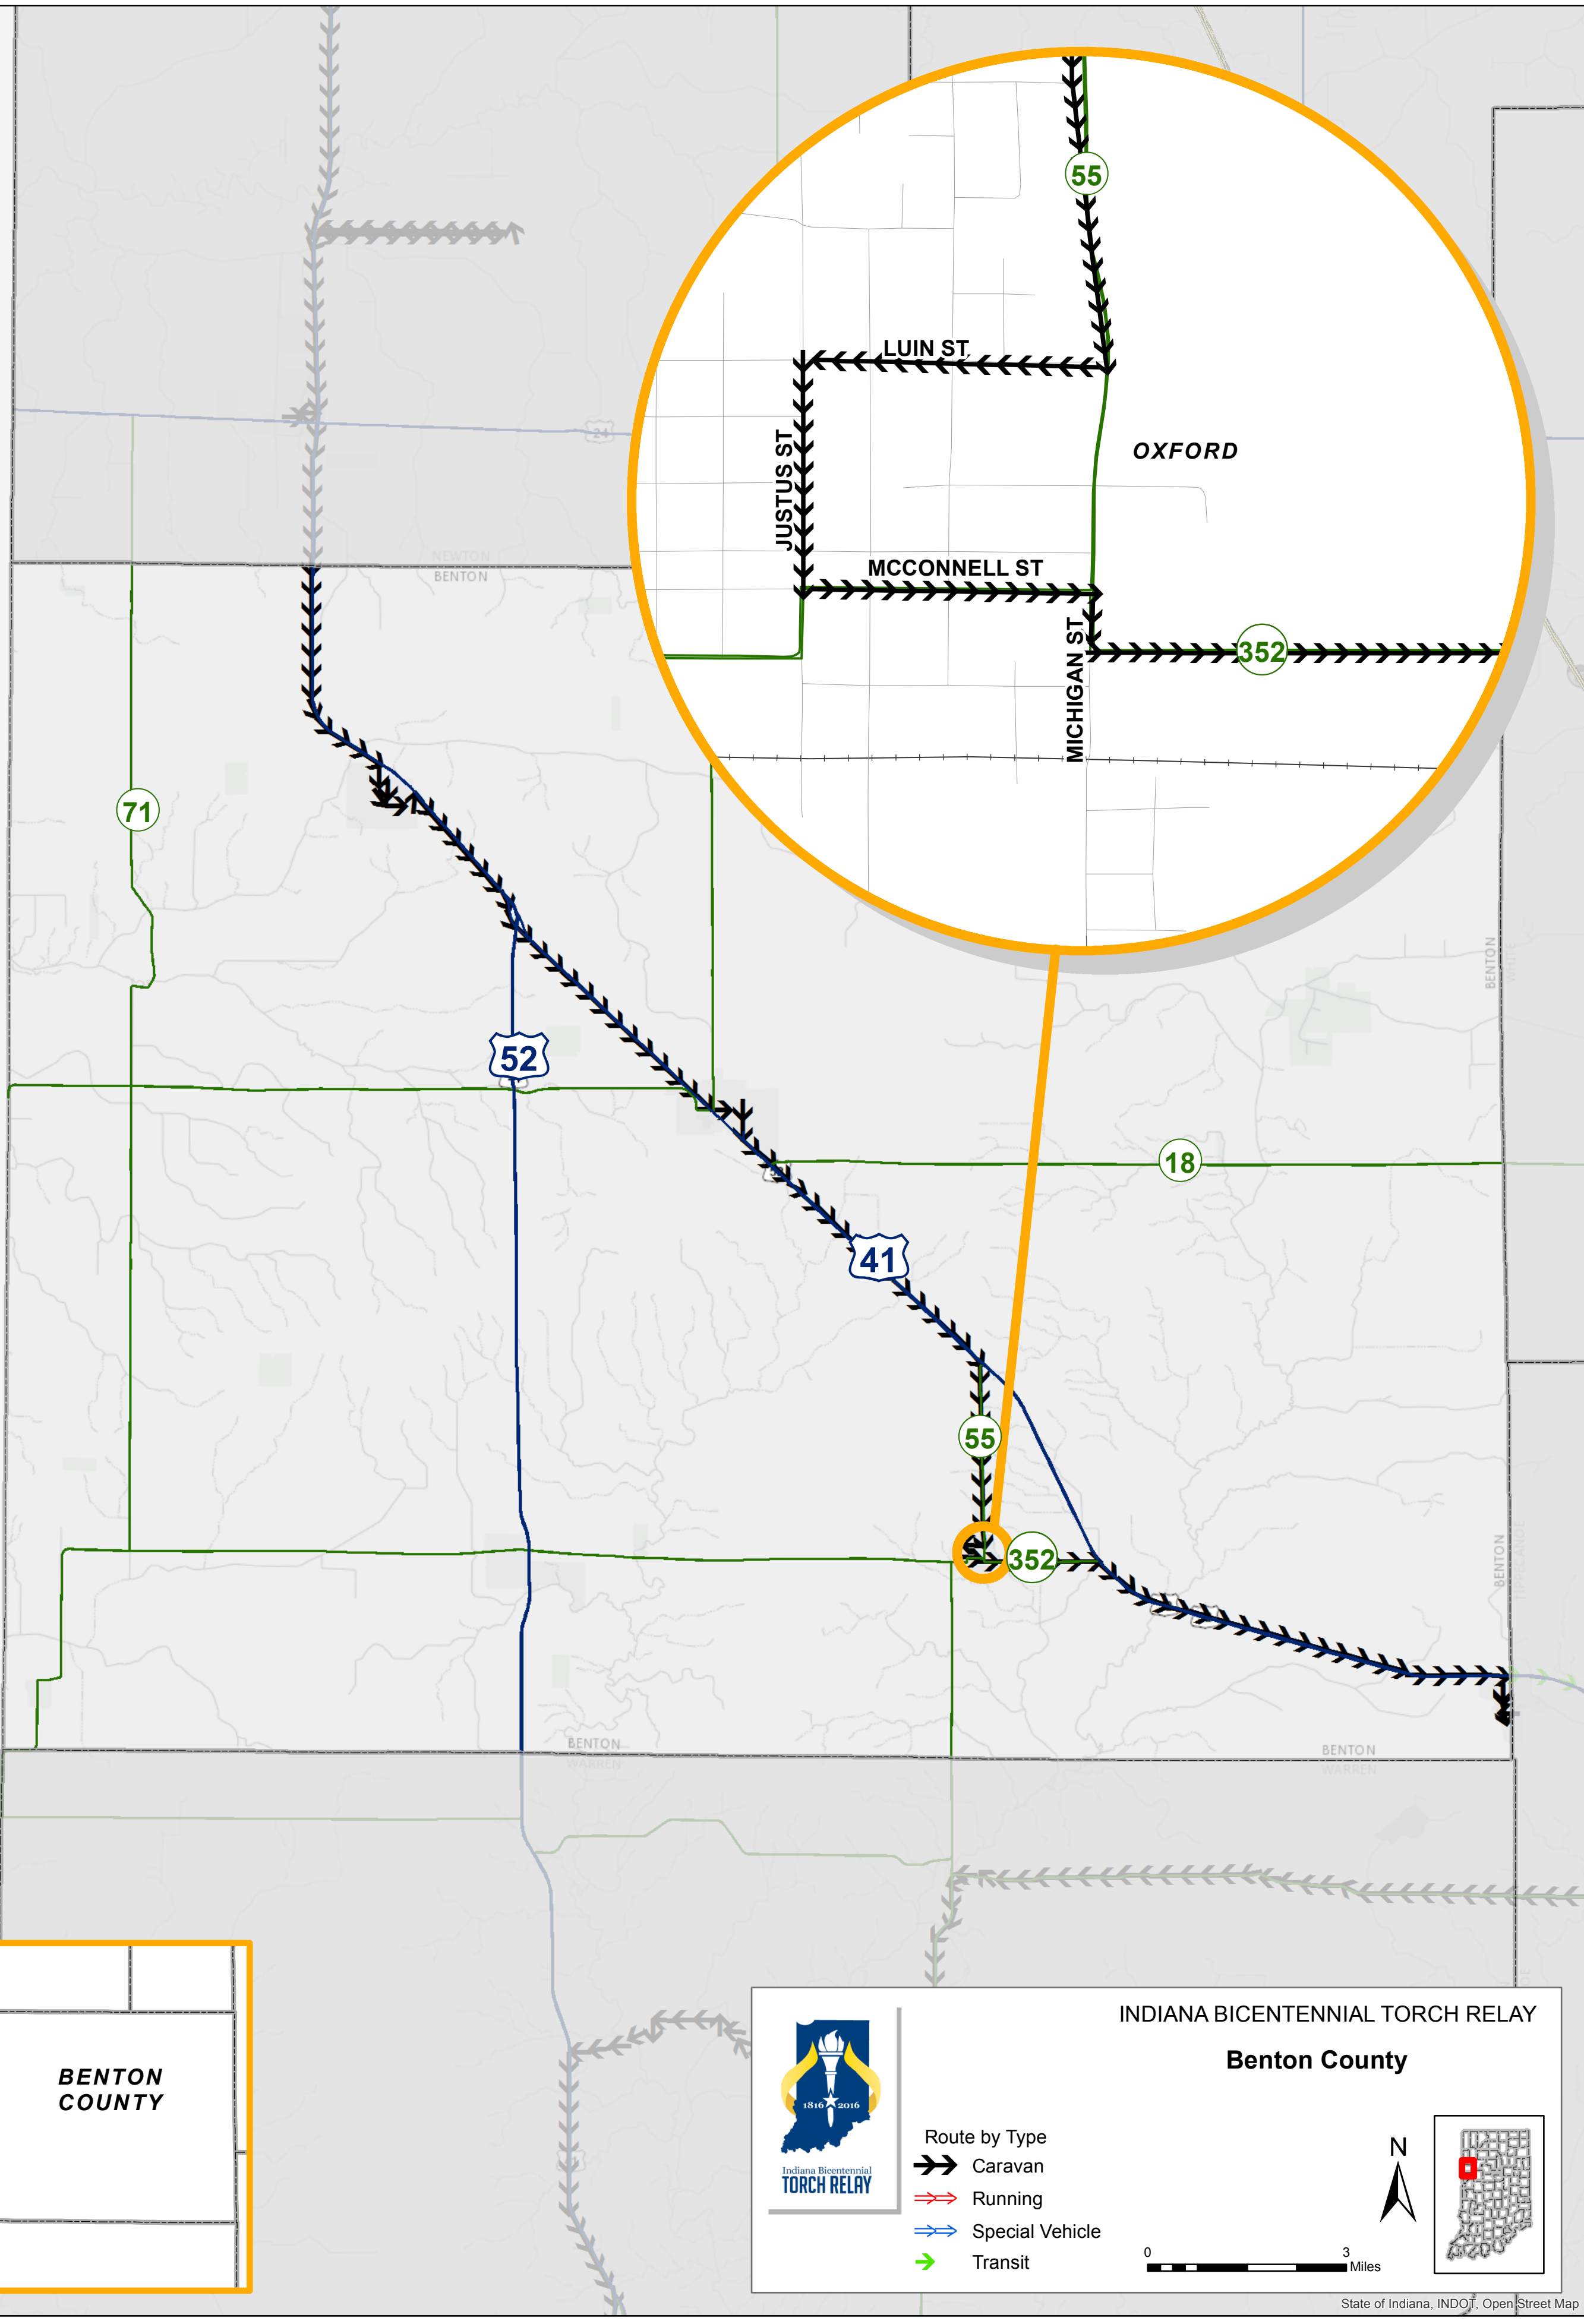 55
LUIN ST
24
OXFORD
JUSTUS ST
NEWTON
BENTON
MCCONNELL ST
MICHIGAN ST
352
71
BENTON
WHITE
52
18
41
55
352
BENTON
TIPPECANOE
BENTON
WARREN
BENTON
WARREN
BENTON
COUNTY
INDIANA BICENTENNIAL TORCH RELAY
Benton County
1816 2016
Indiana Bicentennial
TORCH RELAY
Route by Type
Caravan
Running
Special Vehicle
Transit
N
0 3
Miles
State of Indiana, INDOT, Open Street Map